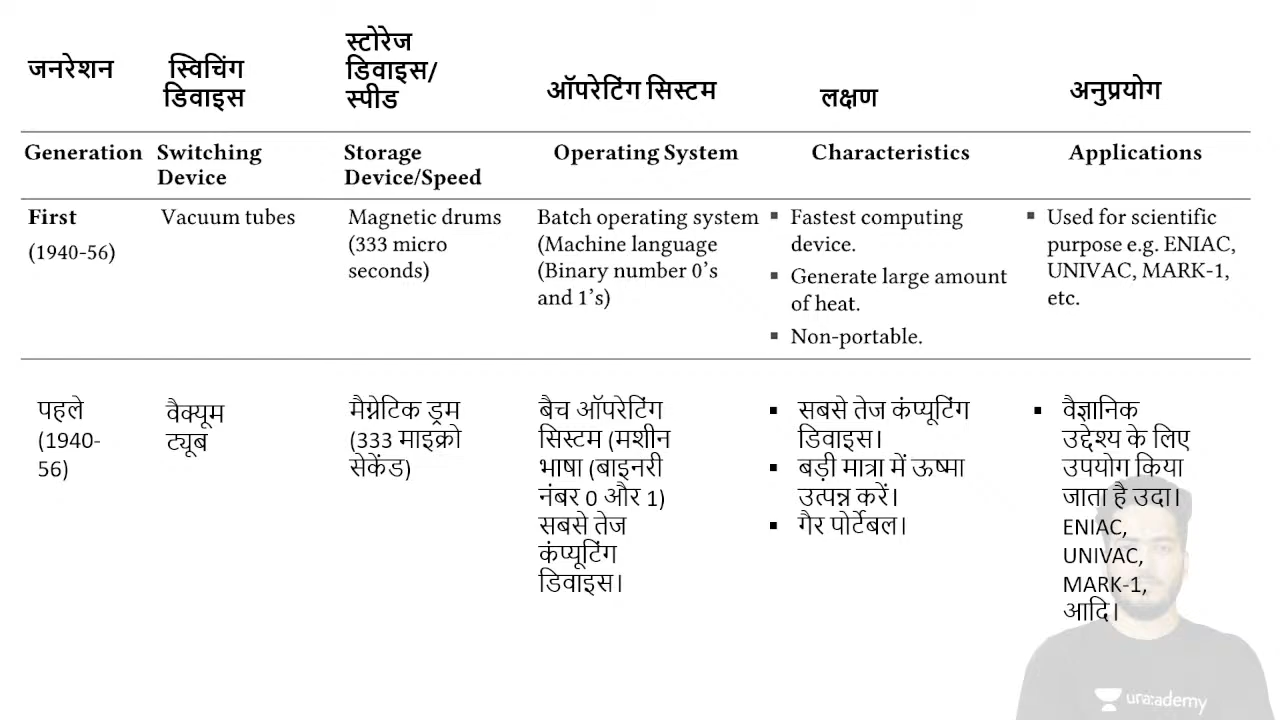 जनरेशन
स्विचिंग
डिवाइस
स्टोरेज
डिवाइस/
स्पीड
ऑपरेटिंग सिस्टम
लक्षण
अनुप्रयोग
Generation
Switching
Device
Storage
Device/Speed
Operating System
Characteristics
Applications
First
(1940-56)
Vacuum tubes
Magnetic drums
(333 micro
seconds)
Batch operating system
(Machine language
(Binary number 0's
and 1's)
▪ Fastest computing
device.
▪ Generate large amount
of heat.
▪ Non-portable.
▪ Used for scientific
purpose e.g. ENIAC,
UNIVAC, MARK-1,
etc.
पहले
(1940-
56)
वैक्यूम
ट्यूब
मैग्नेटिक ड्रम
(333 माइक्रो
सेकेंड)
बैच ऑपरेटिंग
सिस्टम (मशीन
भाषा (बाइनरी
नंबर 0 और 1)
सबसे तेज
कंप्यूटिंग
डिवाइस।
▪ सबसे तेज कंप्यूटिंग
डिवाइस।
▪ बड़ी मात्रा में ऊष्मा
उत्पन्न करें।
▪ गैर पोर्टेबल।
▪ वैज्ञानिक
उद्देश्य के लिए
उपयोग किया
जाता है उदा।
ENIAC,
UNIVAC,
MARK-1,
आदि।
unacademy